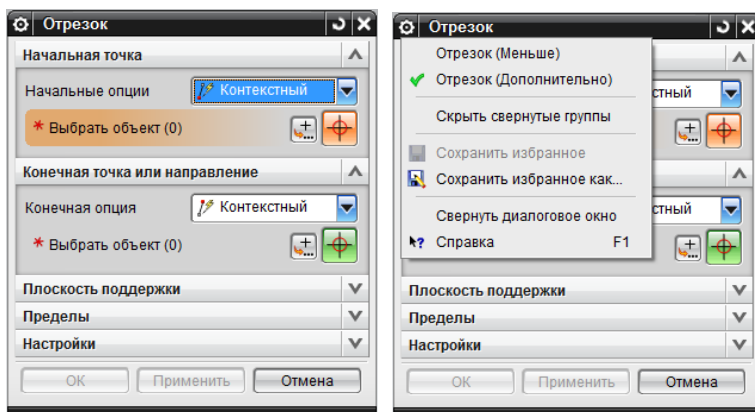 Отрезок
Начальная точка
Начальные опции Контекстный
* Выбрать объект (0)
Конечная точка или направление
Конечная опция Контекстный
* Выбрать объект (0)
Плоскость поддержки
Пределы
Настройки
ОК Применить Отмена
Отрезок
Отрезок (Меньше)
Отрезок (Дополнительно)
стный
Скрыть свернутые группы
Сохранить избранное
Сохранить избранное как...
стный
Свернуть диалоговое окно
Справка F1
Плоскость поддержки
Пределы
Настройки
ОК Применить Отмена